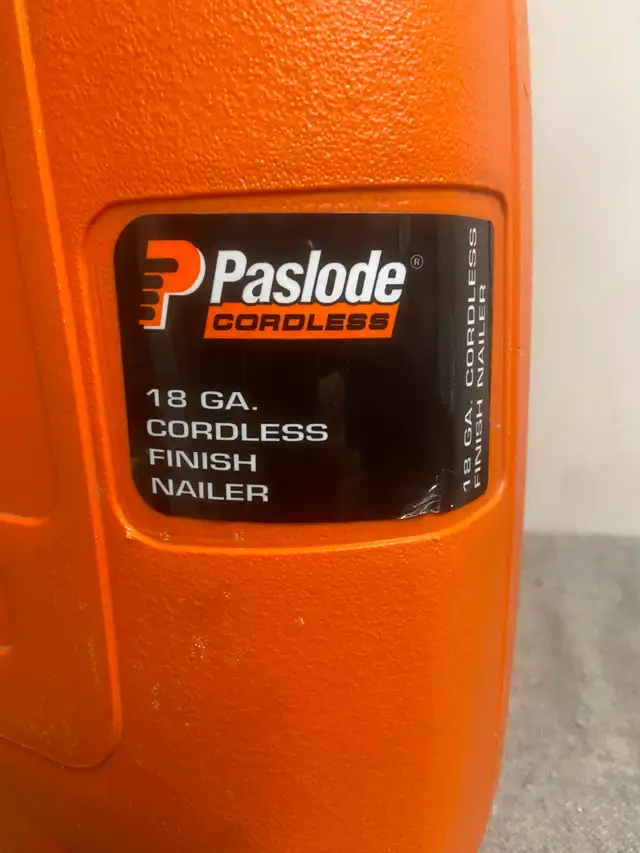 Paslode®
CORDLESS
18 GA.
CORDLESS
FINISH
NAILER
18 GA. CORDLESS
FINISH NAILER